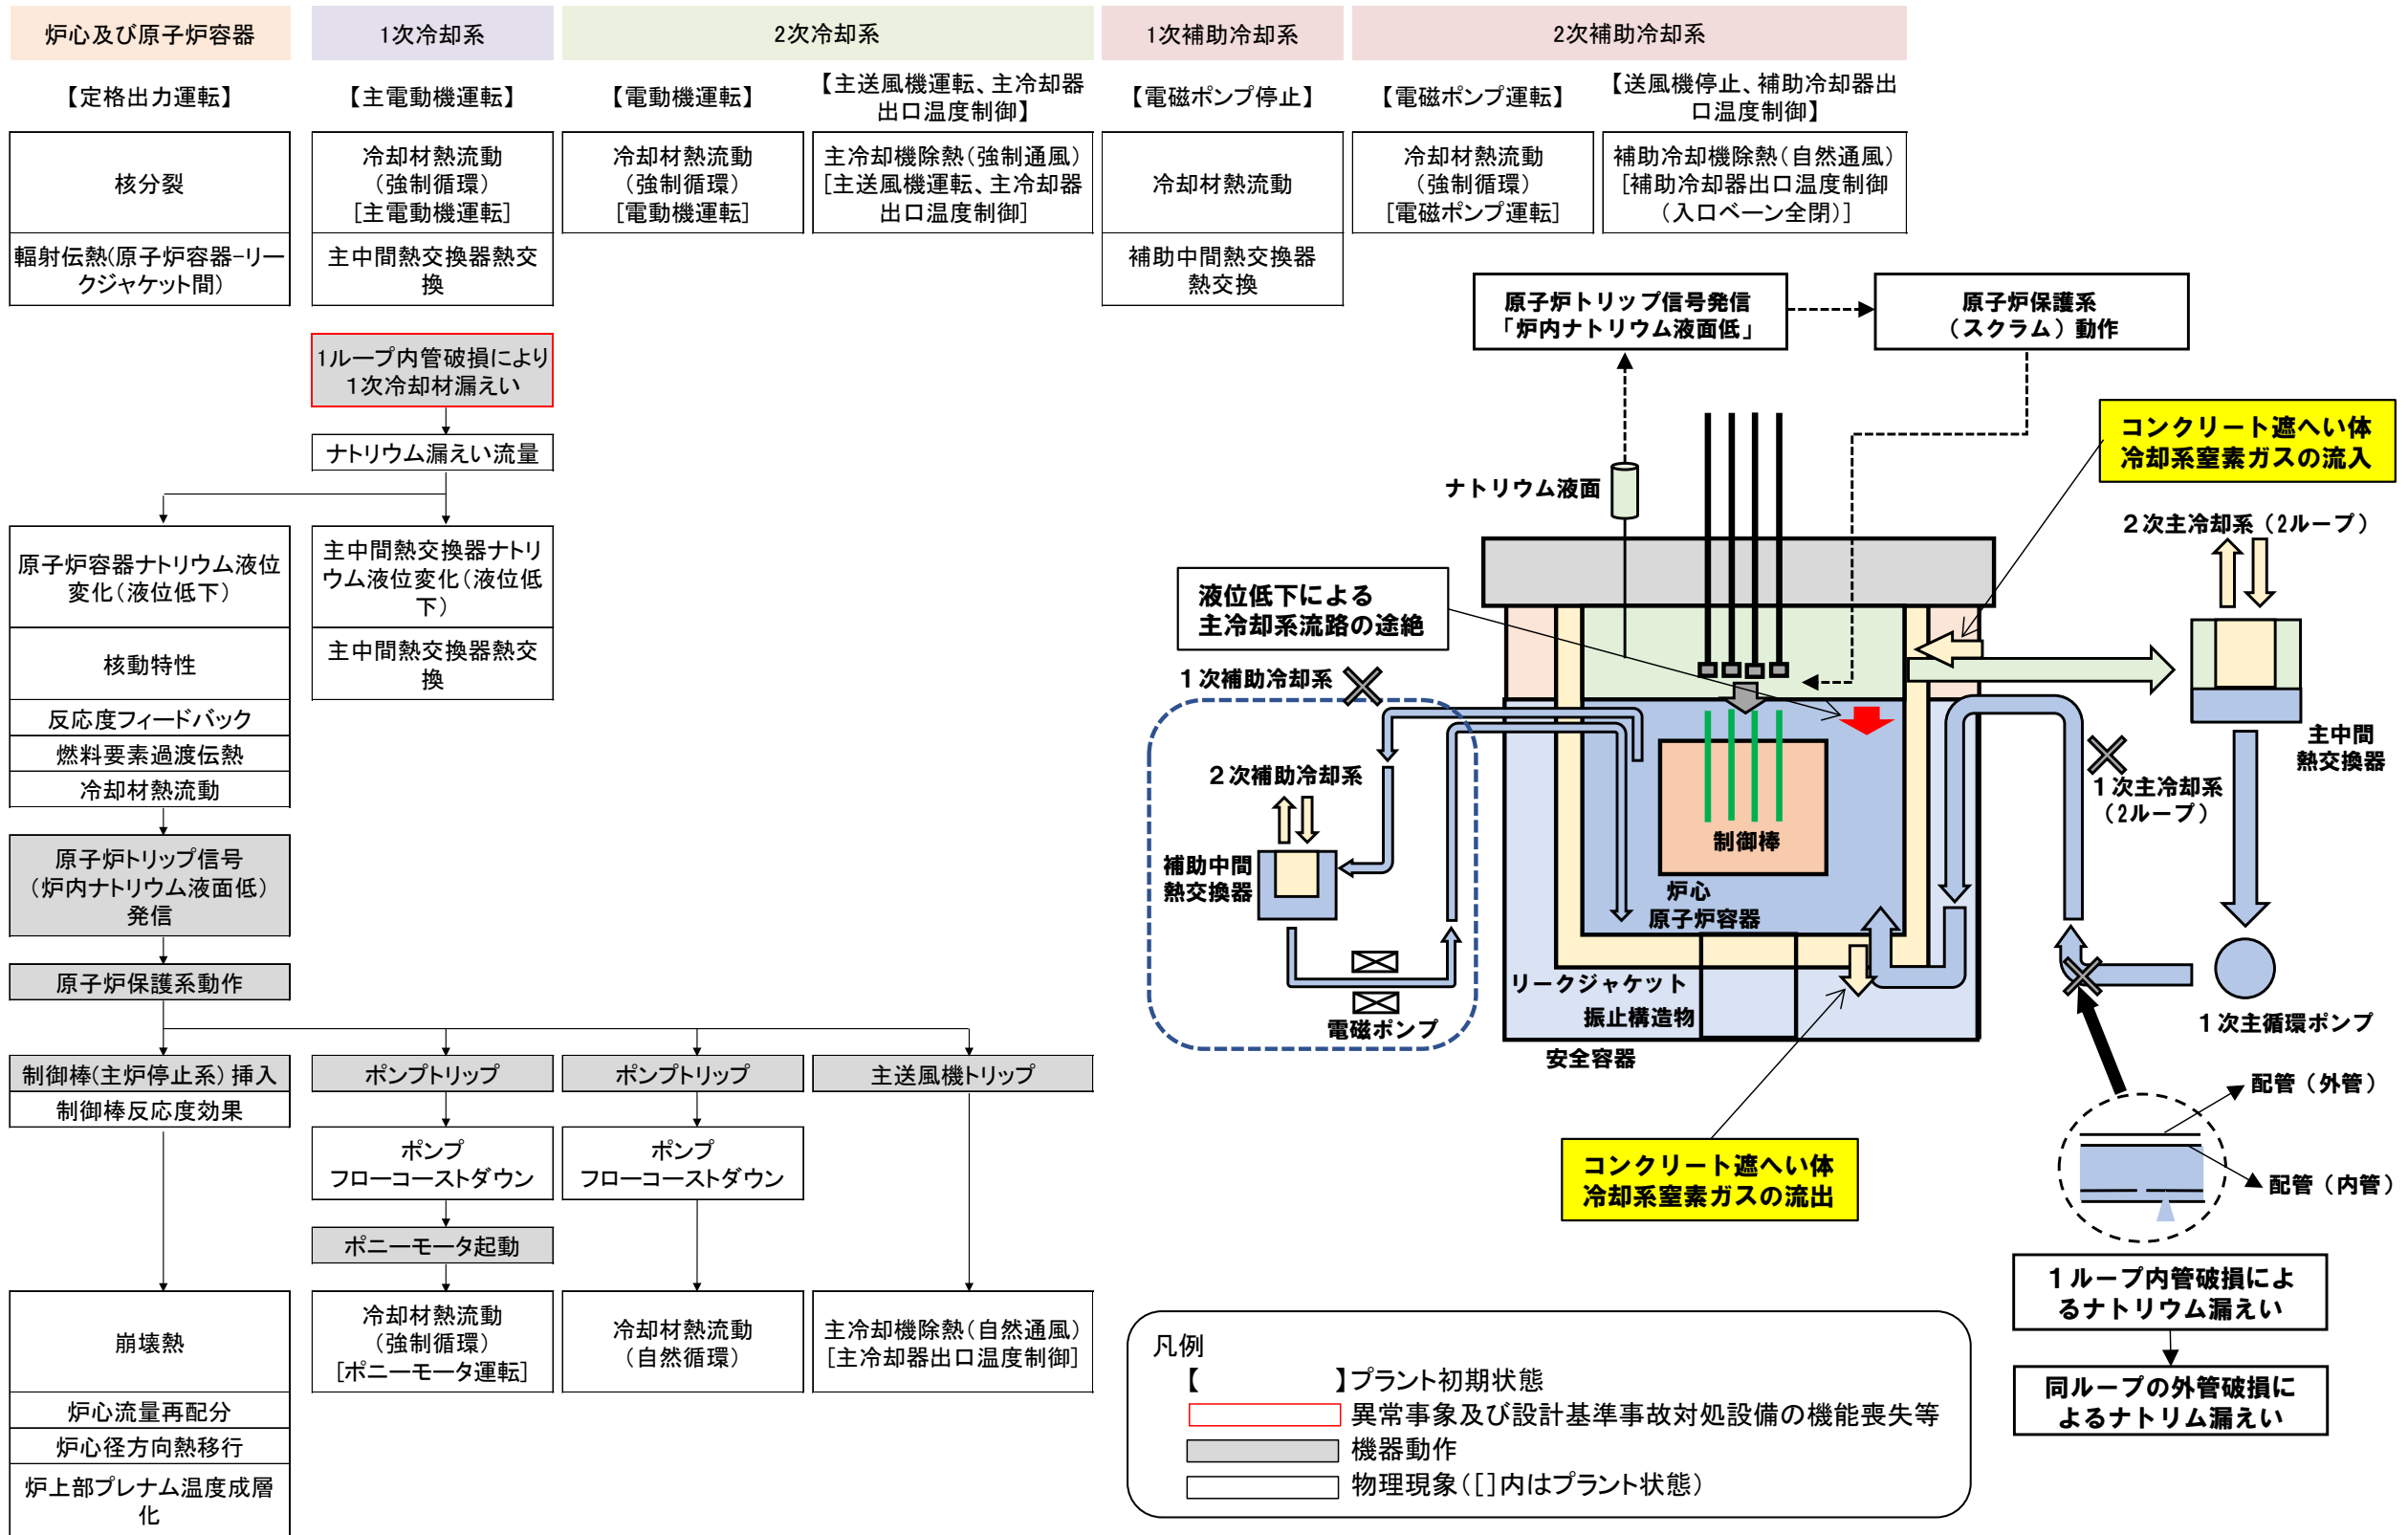 炉心及び原子炉容器
1次冷却系
2次冷却系
1次補助冷却系
2次補助冷却系
【定格出力運転】
【主電動機運転】
【電動機運転】
【主送風機運転、主冷却器
出口温度制御】
【電磁ポンプ停止】
【電磁ポンプ運転】
【送風機停止、補助冷却器出
口温度制御】
核分裂
冷却材熱流動
（強制循環）
[主電動機運転]
冷却材熱流動
（強制循環）
[電動機運転]
主冷却機除熱（強制通風）
[主送風機運転、主冷却器
出口温度制御]
冷却材熱流動
冷却材熱流動
（強制循環）
[電磁ポンプ運転]
補助冷却機除熱（自然通風）
[補助冷却器出口温度制御
（入口ベーン全閉）]
輻射伝熱(原子炉容器-リー
クジャケット間）
主中間熱交換器熱交
換
補助中間熱交換器
熱交換
1ループ内管破損により
1次冷却材漏えい
ナトリウム漏えい流量
原子炉容器ナトリウム液位
変化（液位低下）
主中間熱交換器ナトリ
ウム液位変化（液位低
下）
核動特性
主中間熱交換器熱交
換
反応度フィードバック
燃料要素過渡伝熱
冷却材熱流動
原子炉トリップ信号
（炉内ナトリウム液面低）
発信
原子炉保護系動作
制御棒(主炉停止系）挿入
ポンプトリップ
ポンプトリップ
主送風機トリップ
制御棒反応度効果
ポンプ
フローコーストダウン
ポンプ
フローコーストダウン
ポニーモータ起動
崩壊熱
冷却材熱流動
（強制循環）
[ポニーモータ運転]
冷却材熱流動
（自然循環）
主冷却機除熱（自然通風）
[主冷却器出口温度制御]
炉心流量再配分
炉心径方向熱移行
炉上部プレナム温度成層
化
原子炉トリップ信号発信
「炉内ナトリウム液面低」
原子炉保護系
（スクラム）動作
コンクリート遮へい体
冷却系窒素ガスの流入
ナトリウム液面
２次主冷却系（2ループ）
液位低下による
主冷却系流路の途絶
１次補助冷却系
２次補助冷却系
補助中間
熱交換器
電磁ポンプ
制御棒
炉心
原子炉容器
リークジャケット
振止構造物
安全容器
主中間
熱交換器
１次主冷却系
（2ループ）
１次主循環ポンプ
配管（外管）
配管（内管）
コンクリート遮へい体
冷却系窒素ガスの流出
１ループ内管破損によ
るナトリウム漏えい
同ループの外管破損に
よるナトリム漏えい
凡例
【　　　　　】プラント初期状態
異常事象及び設計基準事故対処設備の機能喪失等
機器動作
物理現象（[]内はプラント状態）